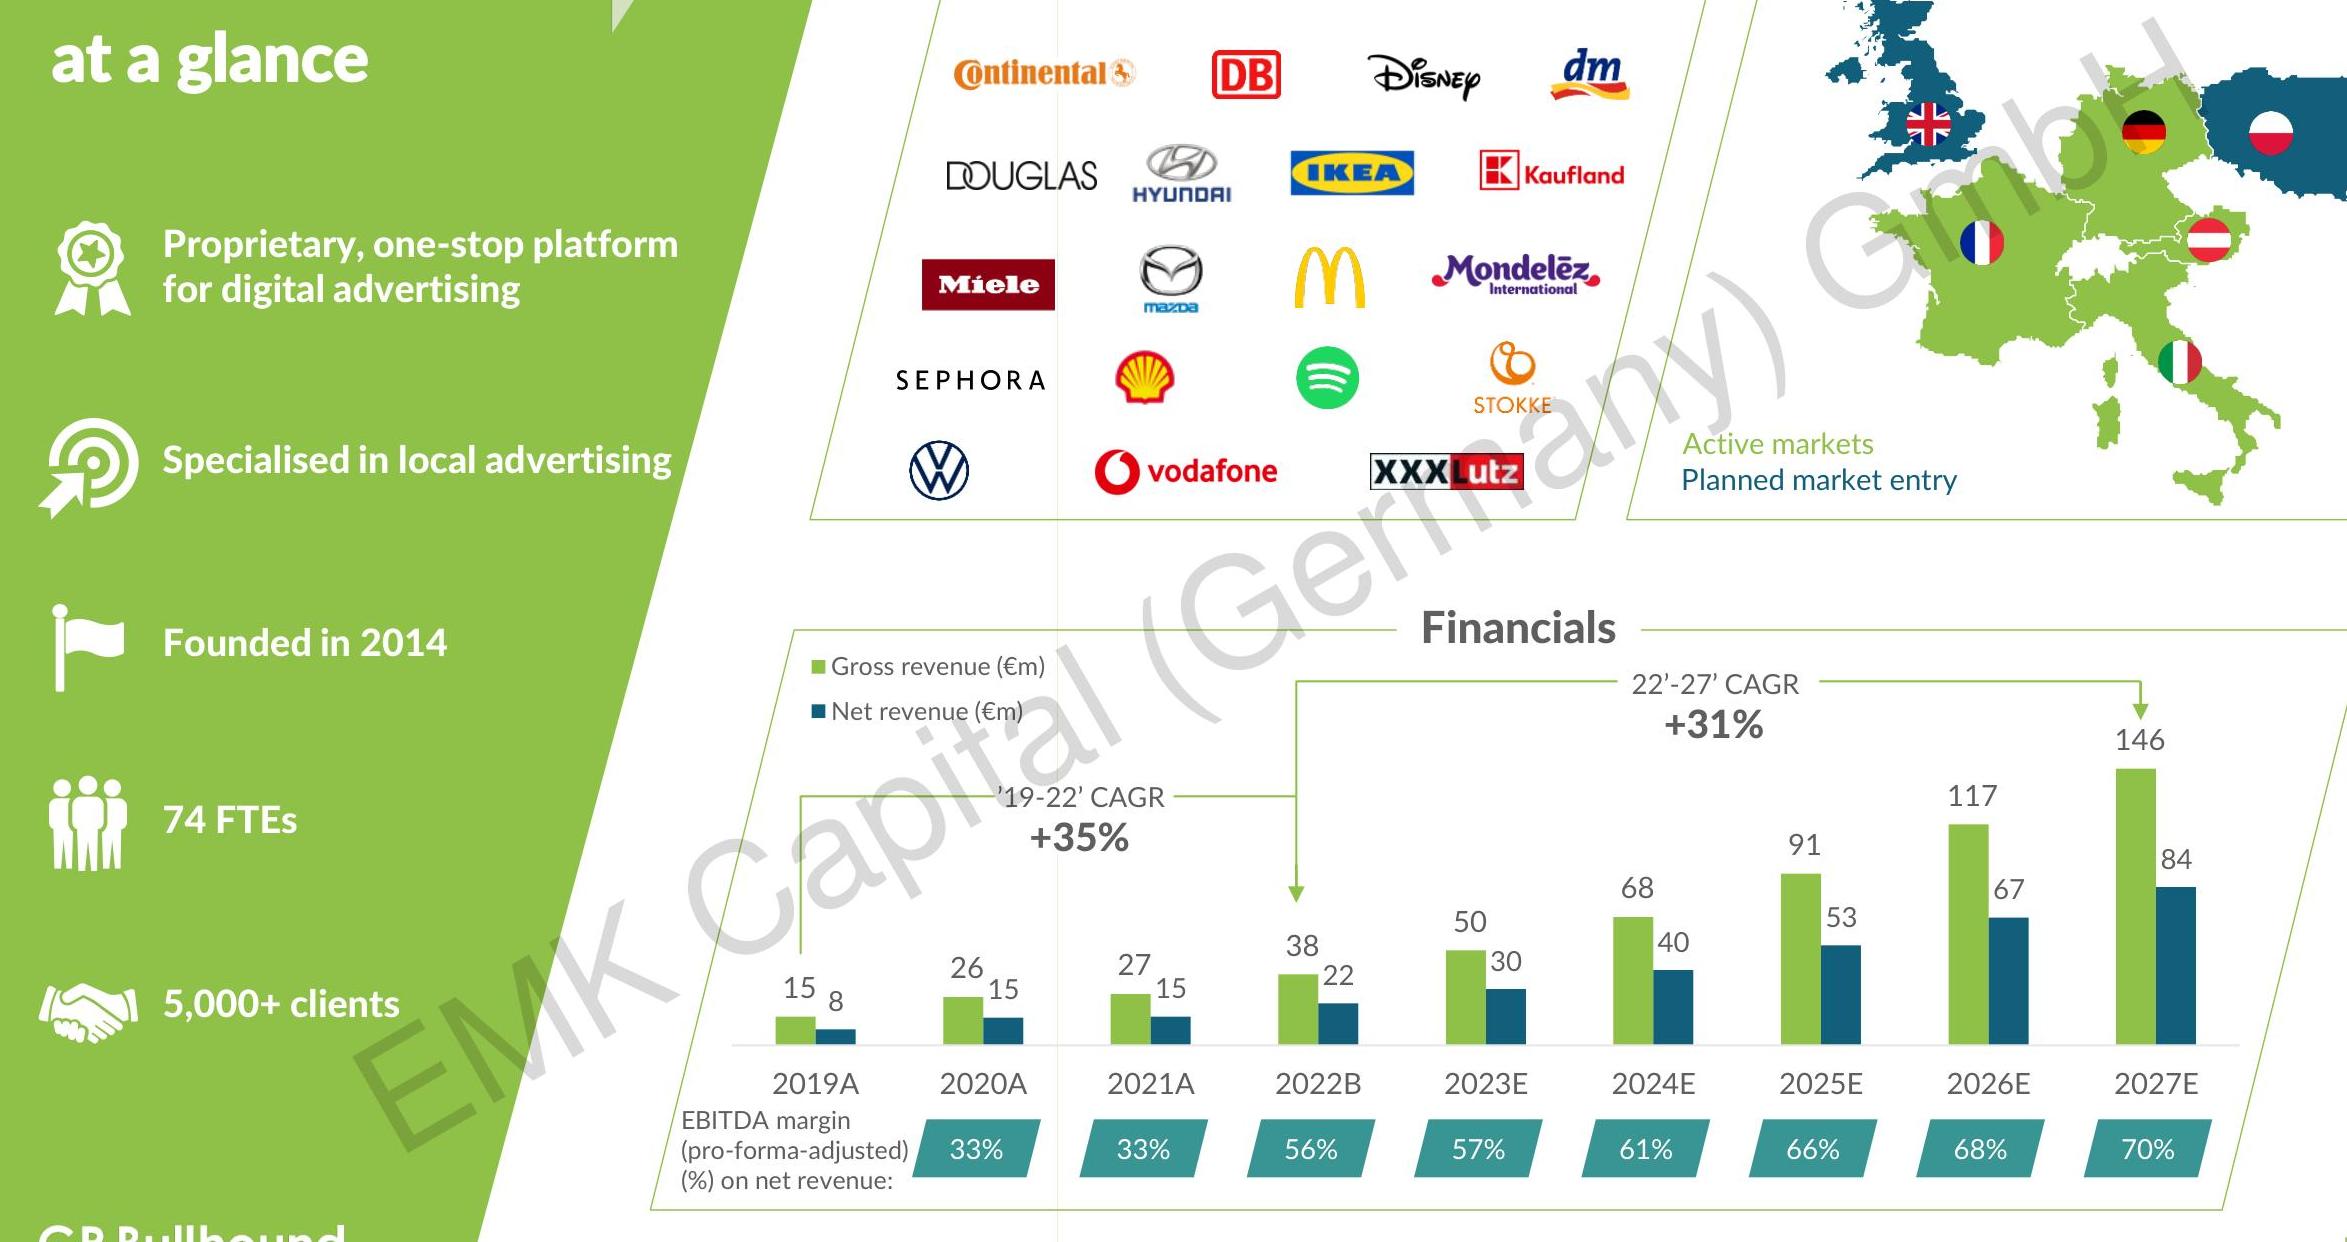 at a glance
Proprietary, one-stop platform
for digital advertising
Specialised in local advertising
Founded in 2014
74 FTEs
5,000+ clients
Continental
DB
Disney
dm
DOUGLAS
HYUNDAI
IKEA
Kaufland
Miele
mazda
Mondelēz
International
SEPHORA
STOKKE
vodafone
XXXLutz
Active markets
Planned market entry
Financials
Gross revenue (€m)
Net revenue (€m)
’19-22’ CAGR
+35%
22’-27’ CAGR
+31%
15 8 26 15 27 15 38 22 50 30 68 40 91 53 117 67 146 84
2019A 2020A 2021A 2022B 2023E 2024E 2025E 2026E 2027E
EBITDA margin
(pro-forma-adjusted)
(%) on net revenue:
33% 33% 56% 57% 61% 66% 68% 70%
EMK Capital (Germany) GmbH
GP Bullhound